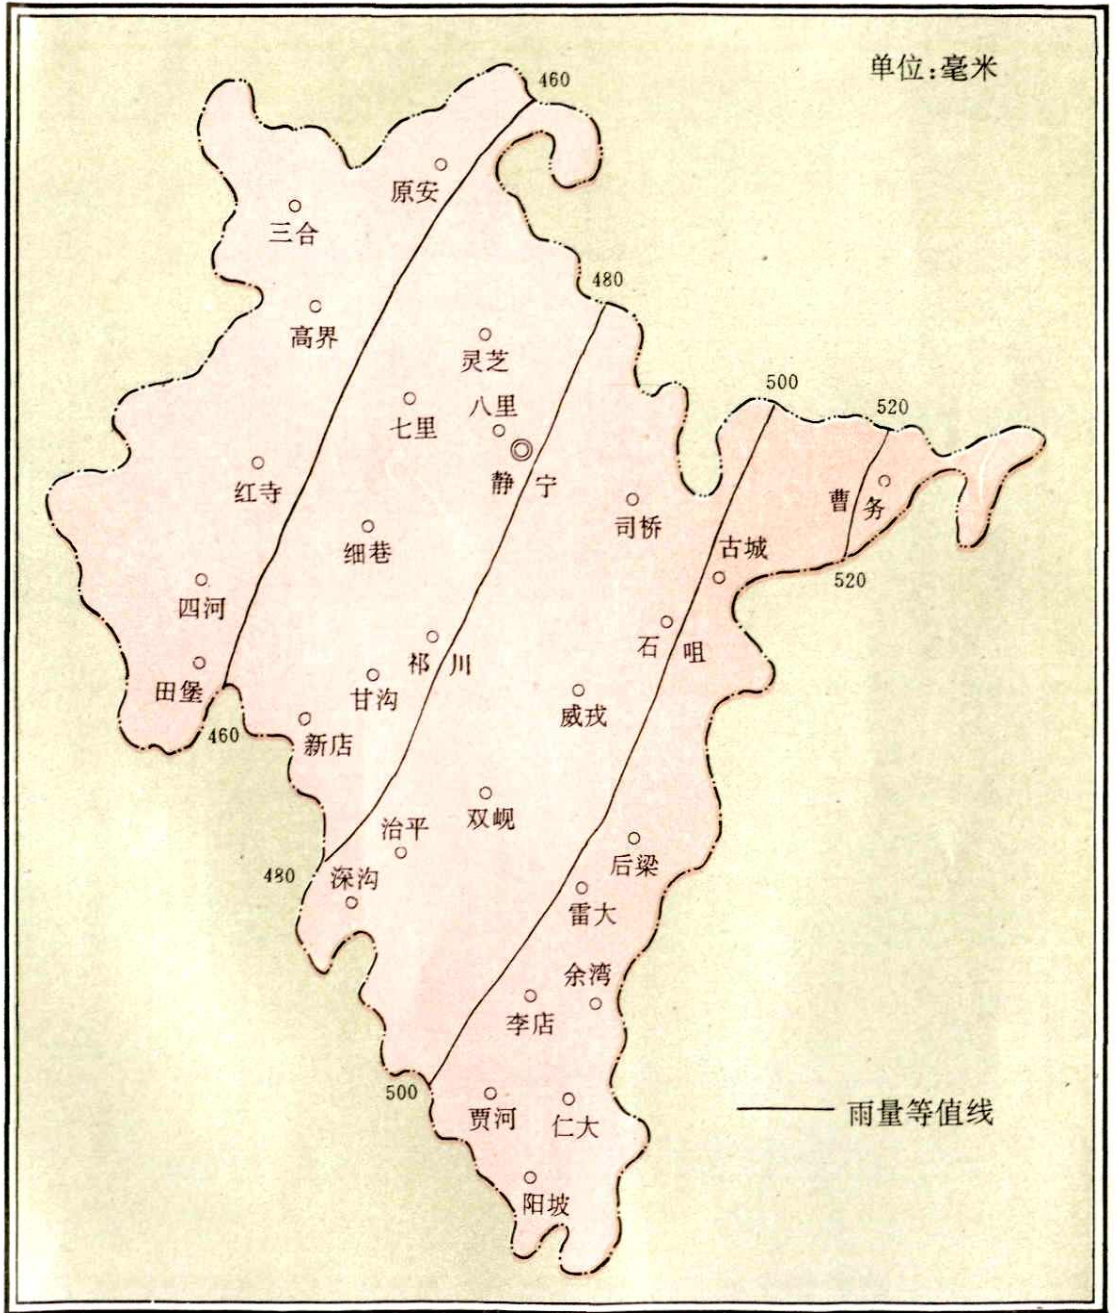 单位:毫米
460
原安
三合
480
高界
灵芝
500
八里
520
七里
静宁
红寺
曹务
司桥
细巷
古城
520
四河
石咀
祁川
田堡
甘沟
威戎
460
新店
双岘
治平
后梁
480
深沟
雷大
余湾
李店
500
贾河
仁大
雨量等值线
阳坡